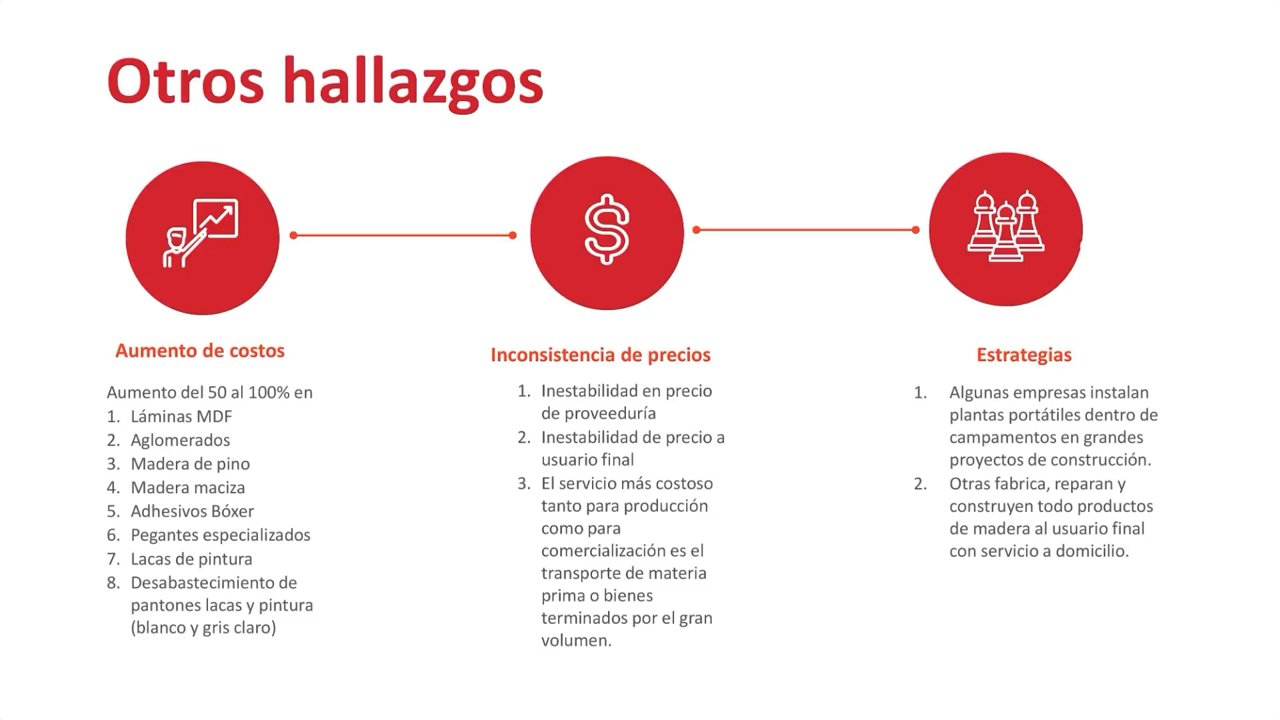 Otros hallazgos
Aumento de costos
Aumento del 50 al 100% en
1. Láminas MDF
2. Aglomerados
3. Madera de pino
4. Madera maciza
5. Adhesivos Bóxer
6. Pegantes especializados
7. Lacas de pintura
8. Desabastecimiento de
pantones lacas y pintura
(blanco y gris claro)
Inconsistencia de precios
1. Inestabilidad en precio
de proveeduría
2. Inestabilidad de precio a
usuario final
3. El servicio más costoso
tanto para producción
como para
comercialización es el
transporte de materia
prima o bienes
terminados por el gran
volumen.
Estrategias
1. Algunas empresas instalan
plantas portátiles dentro de
campamentos en grandes
proyectos de construcción.
2. Otras fabrica, reparan y
construyen todo productos
de madera al usuario final
con servicio a domicilio.